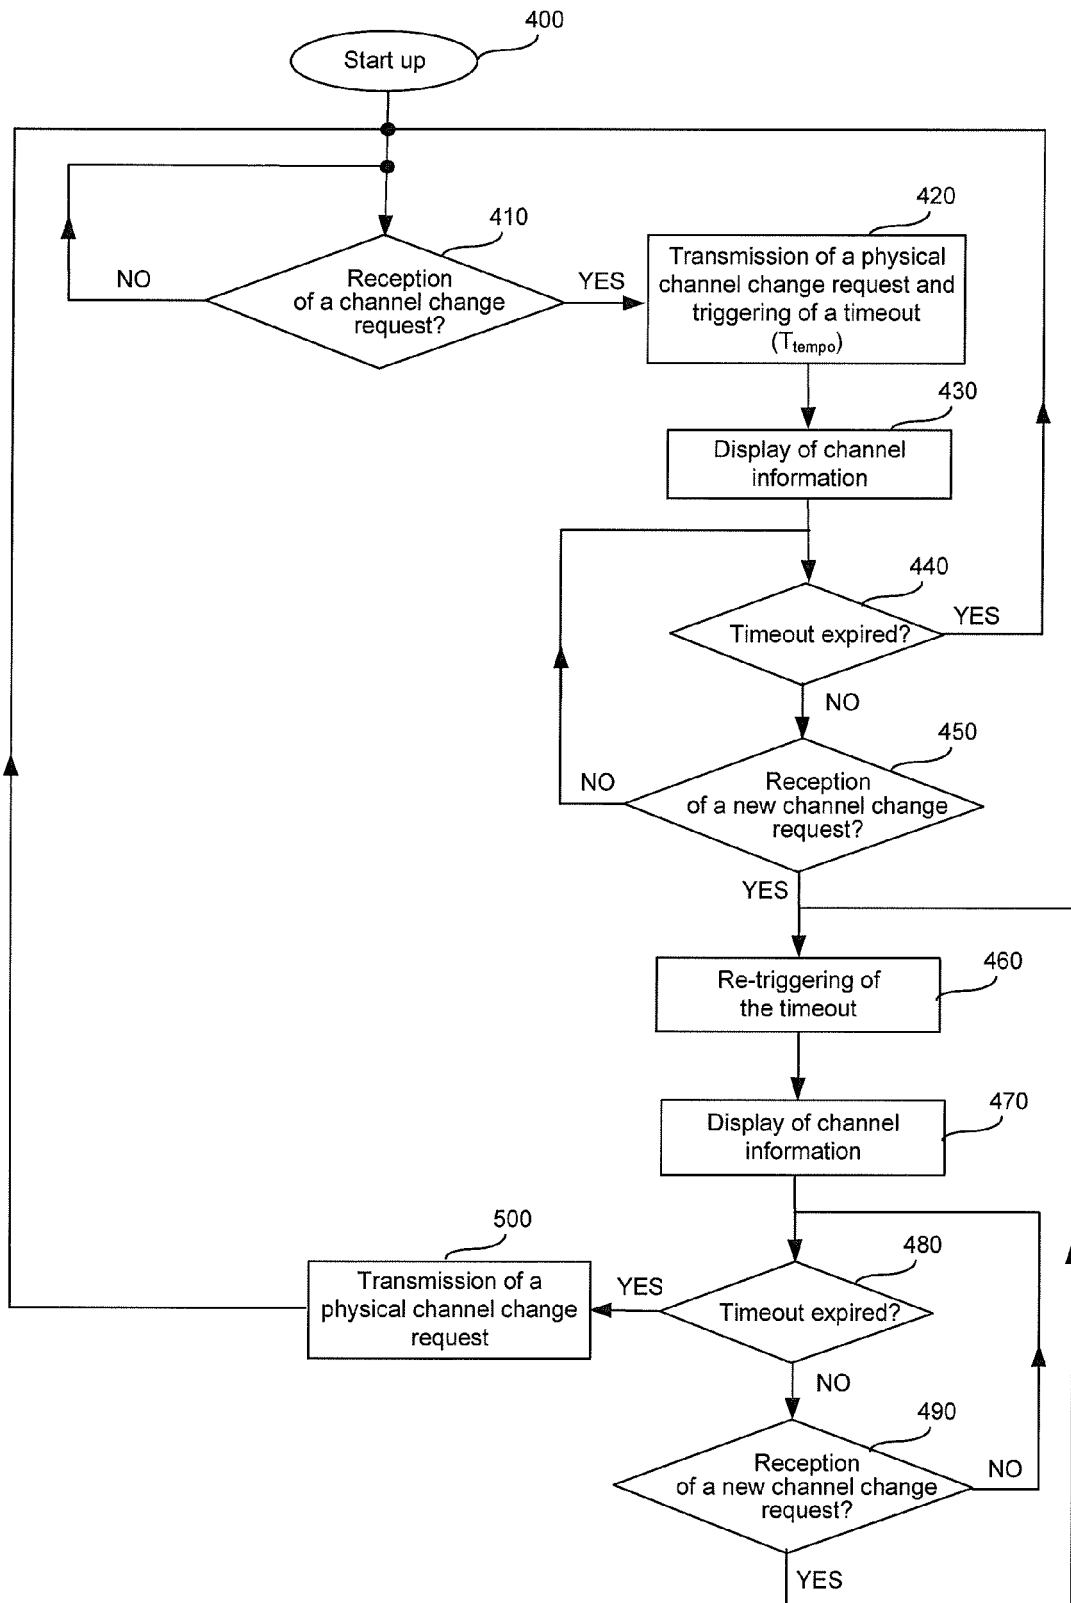 400
Start up
410
Reception
of a channel change
request?
NO
YES
420
Transmission of a physical
channel change request and
triggering of a timeout
(Ttempo)
430
Display of channel
information
440
Timeout expired?
YES
NO
450
Reception
of a new channel change
request?
NO
YES
460
Re-triggering of
the timeout
470
Display of channel
information
480
Timeout expired?
YES
500
Transmission of a
physical channel change
request
NO
490
Reception
of a new channel change
request?
NO
YES